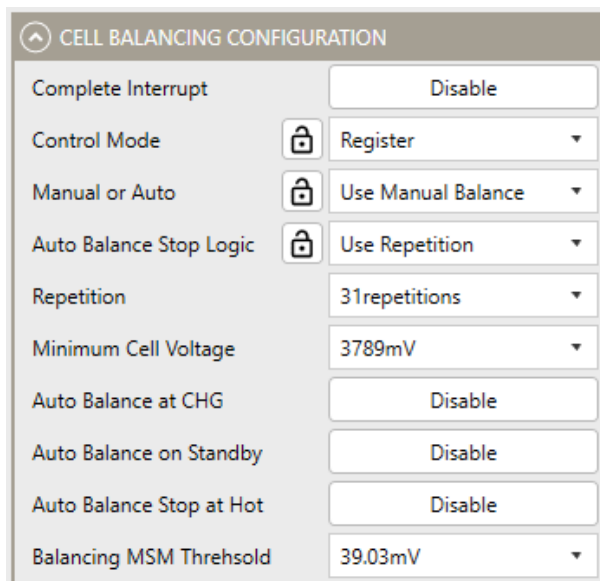 CELL BALANCING CONFIGURATION
Complete Interrupt Disable
Control Mode Register
Manual or Auto Use Manual Balance
Auto Balance Stop Logic Use Repetition
Repetition 31repetitions
Minimum Cell Voltage 3789mV
Auto Balance at CHG Disable
Auto Balance on Standby Disable
Auto Balance Stop at Hot Disable
Balancing MSM Threhsold 39.03mV